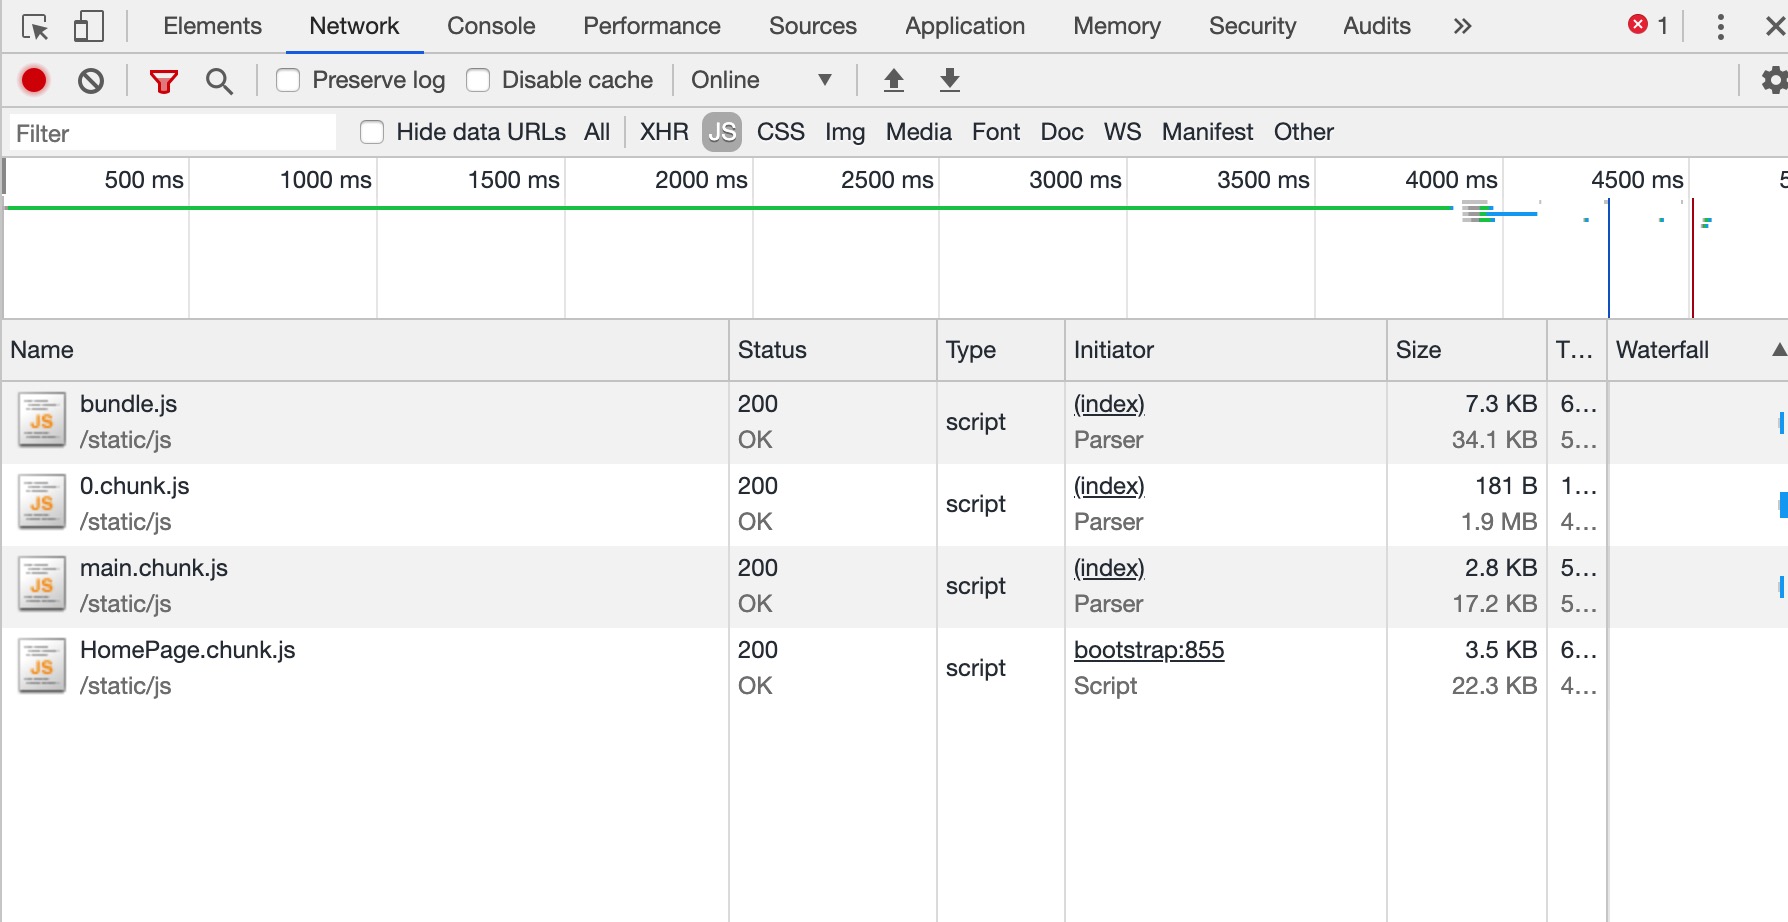 Elements Network Console Performance Sources Application Memory Security Audits » 1
Preserve log Disable cache Online
Filter Hide data URLs All XHR JS CSS Img Media Font Doc WS Manifest Other
500 ms 1000 ms 1500 ms 2000 ms 2500 ms 3000 ms 3500 ms 4000 ms 4500 ms 5
Name Status Type Initiator Size T... Waterfall
JS bundle.js 200 script (index) 7.3 KB 6...
/static/js OK Parser 34.1 KB 5...
JS 0.chunk.js 200 script (index) 181 B 1...
/static/js OK Parser 1.9 MB 4...
JS main.chunk.js 200 script (index) 2.8 KB 5...
/static/js OK Parser 17.2 KB 5...
JS HomePage.chunk.js 200 script bootstrap:855 3.5 KB 6...
/static/js OK Script 22.3 KB 4...